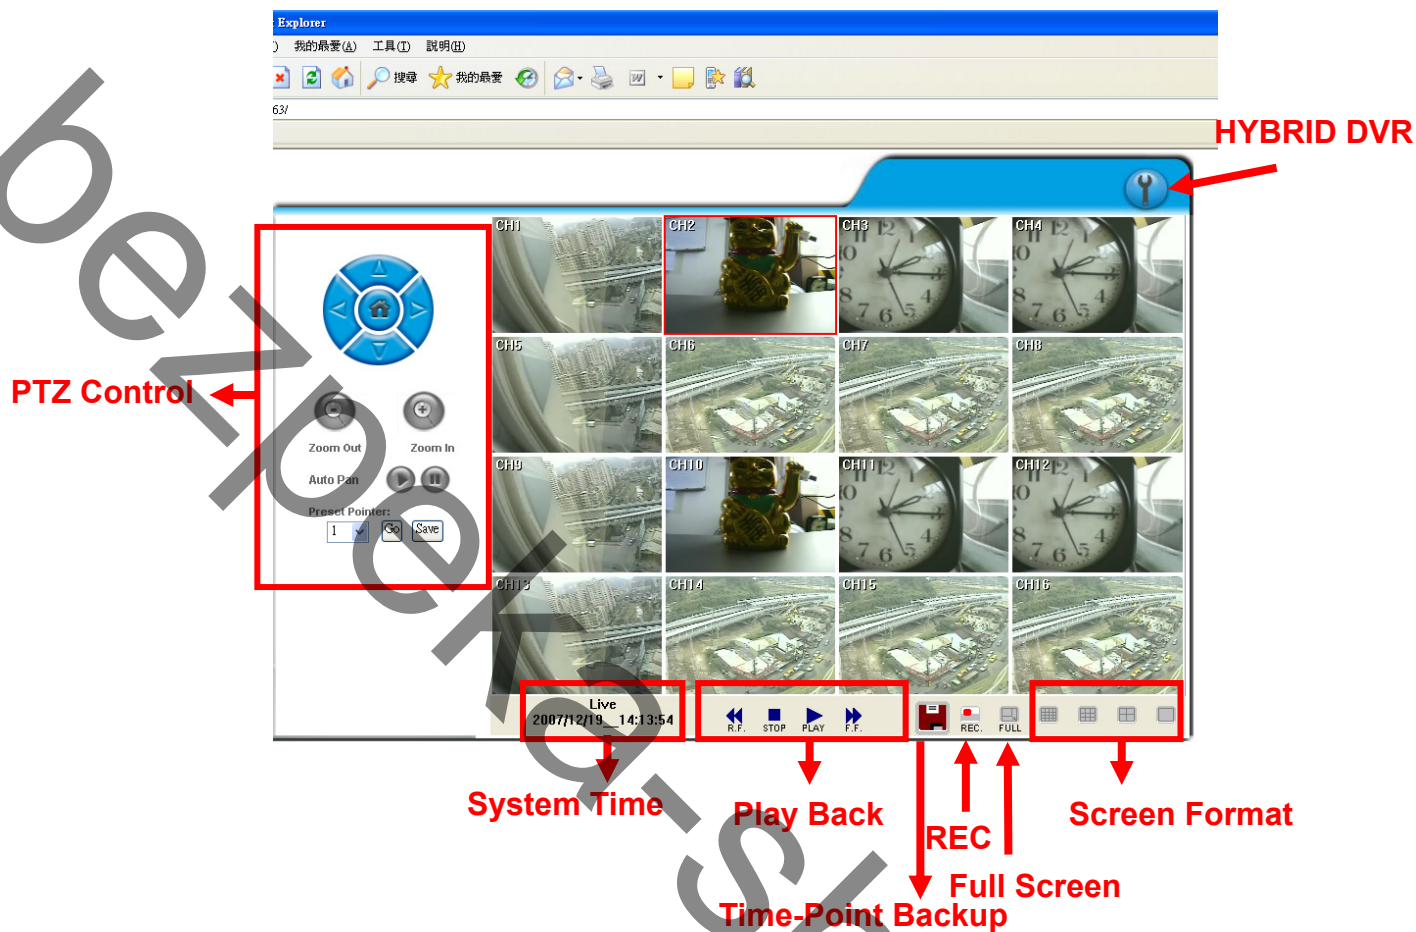 Explorer
) 我的最愛(A) 工具(T) 說明(H)
搜尋 我的最愛
63/
HYBRID DVR
CH1 CH2 CH3 CH4
CH5 CH6 CH7 CH8
CH9 CH10 CH11 CH12
CH13 CH14 CH15 CH16
PTZ Control
Zoom Out Zoom In
Auto Pan
Preset Pointer:
1 Go Save
Live
2007/12/19__14:13:54
R.F. STOP PLAY F.F. REC. FULL
System Time
Play Back
Screen Format
REC
Full Screen
Time-Point Backup
bezpeka-sh